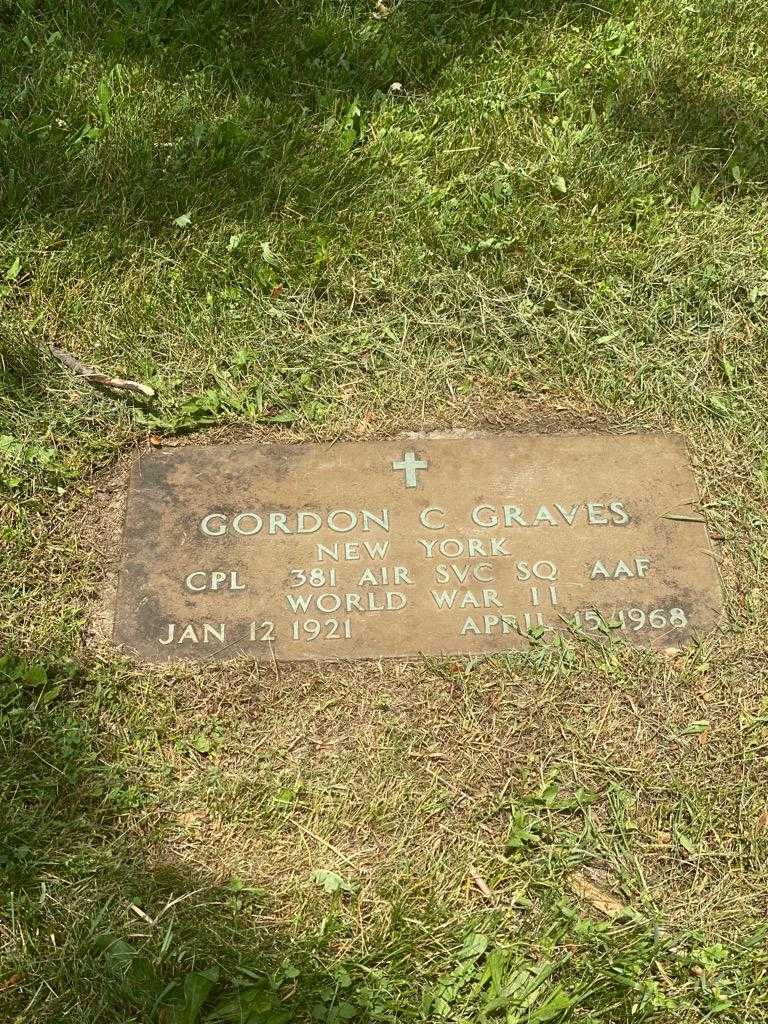 GORDON C GRAVES
NEW YORK
CPL 381 AIR SVC SQ AAF
WORLD WAR II
JAN 12 1921 APRIL 15 1968